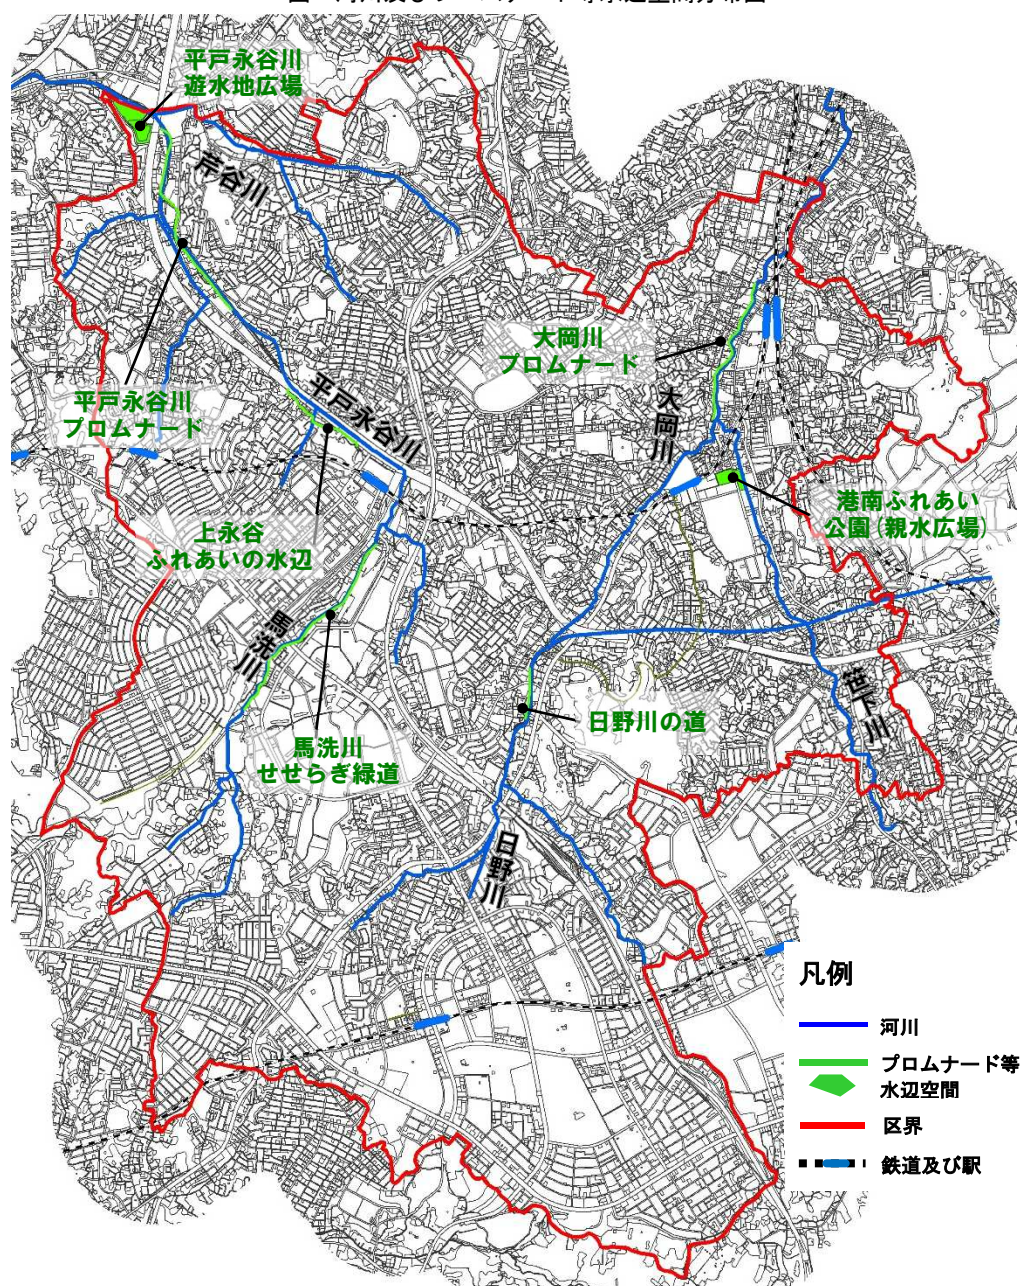 平戸永谷川
遊水地広場
芹谷川
大岡川
プロムナード
平戸永谷川
プロムナード
平戸永谷川
大岡川
港南ふれあい
公園(親水広場)
上永谷
ふれあいの水辺
馬洗川
笹下川
日野川の道
馬洗川
せせらぎ緑道
日野川
凡例
河川
プロムナード等
水辺空間
区界
鉄道及び駅